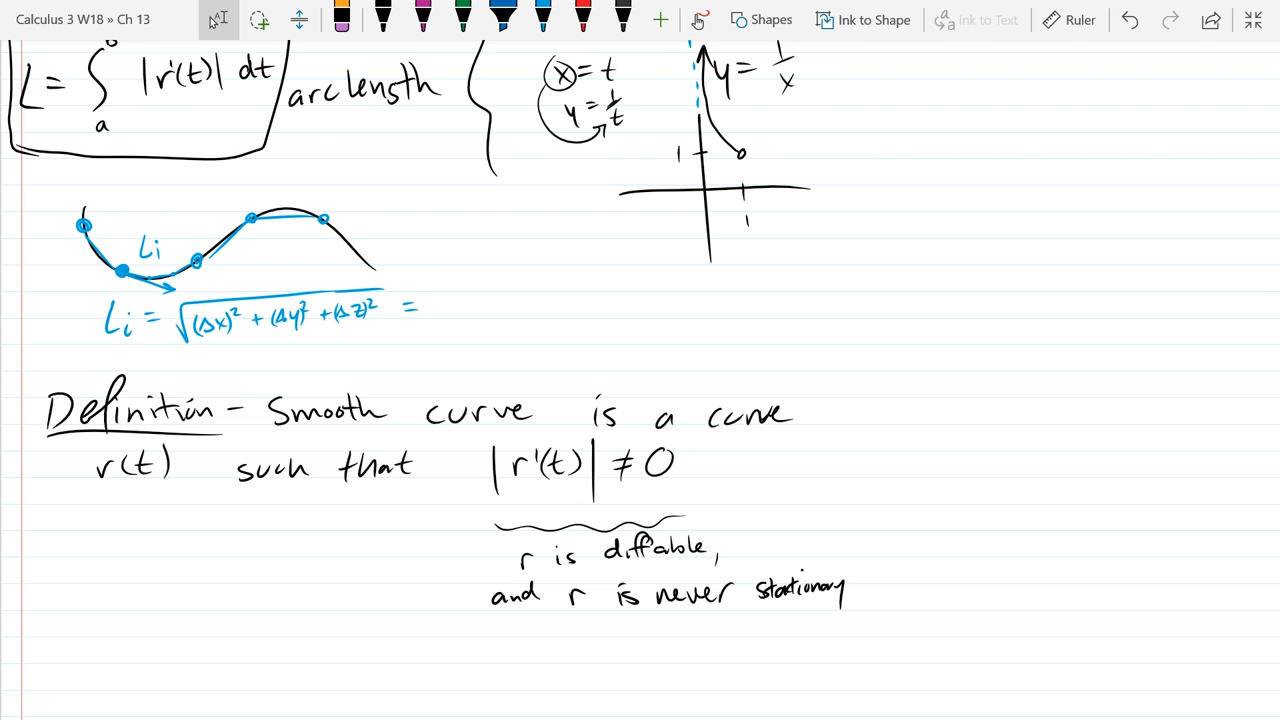 Calculus 3 W18 » Ch 13
Shapes
Ink to Shape
Ink to Text
Ruler
L = ∫ₐ |r'(t)| dt arc length
x = t
y = 1/t
y = 1/x
1
1
Li
Li = √((Δx)² + (Δy)² + (Δz)²) =
Definition - Smooth curve is a curve
r(t) such that |r'(t)| ≠ 0
r is diffable,
and r is never stationary